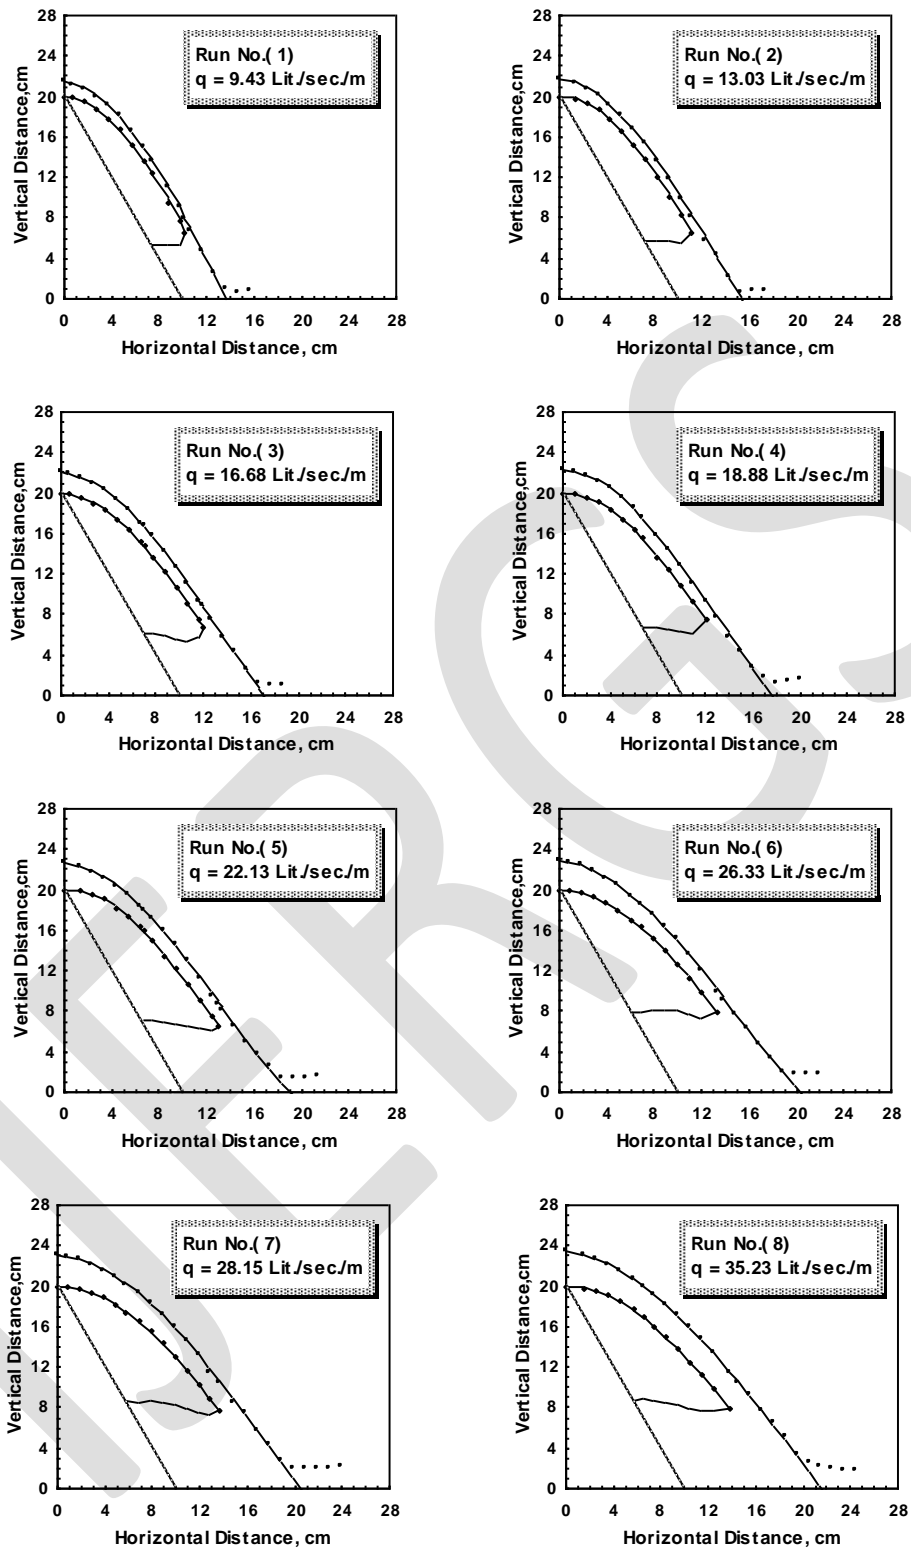 28
24
20
16
12
8
4
0
Vertical Distance,cm
Run No.( 1)
q = 9.43 Lit./sec./m
0 4 8 12 16 20 24 28
Horizontal Distance, cm
28
24
20
16
12
8
4
0
Vertical Distance,cm
Run No.( 2)
q = 13.03 Lit./sec./m
0 4 8 12 16 20 24 28
Horizontal Distance, cm
28
24
20
16
12
8
4
0
Vertical Distance,cm
Run No.( 3)
q = 16.68 Lit./sec./m
0 4 8 12 16 20 24 28
Horizontal Distance, cm
28
24
20
16
12
8
4
0
Vertical Distance,cm
Run No.( 4)
q = 18.88 Lit./sec./m
0 4 8 12 16 20 24 28
Horizontal Distance, cm
28
24
20
16
12
8
4
0
Vertical Distance,cm
Run No.( 5)
q = 22.13 Lit./sec./m
0 4 8 12 16 20 24 28
Horizontal Distance, cm
28
24
20
16
12
8
4
0
Vertical Distance,cm
Run No.( 6)
q = 26.33 Lit./sec./m
0 4 8 12 16 20 24 28
Horizontal Distance, cm
28
24
20
16
12
8
4
0
Vertical Distance,cm
Run No.( 7)
q = 28.15 Lit./sec./m
0 4 8 12 16 20 24 28
Horizontal Distance, cm
28
24
20
16
12
8
4
0
Vertical Distance,cm
Run No.( 8)
q = 35.23 Lit./sec./m
0 4 8 12 16 20 24 28
Horizontal Distance, cm
IJERGS